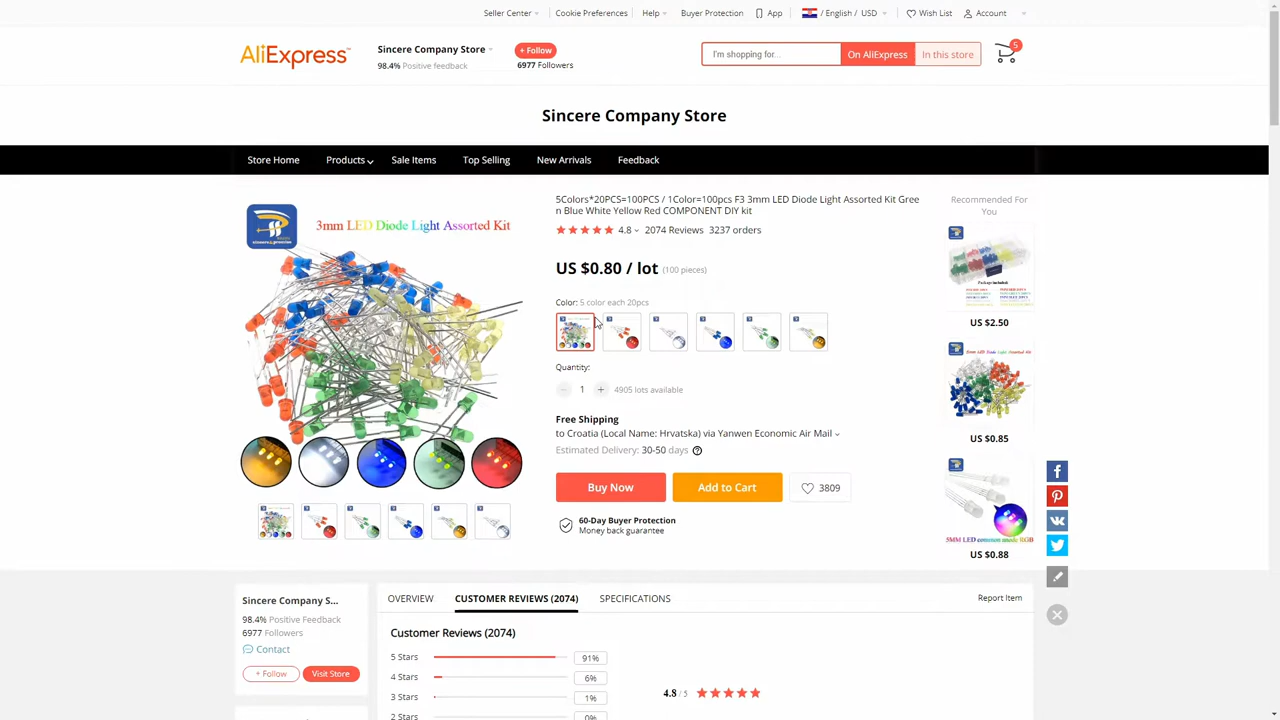 Seller Center
Cookie Preferences
Help
Buyer Protection
App
/ English / USD
Wish List
Account
AliExpress
Sincere Company Store
98.4% Positive feedback
+ Follow
6977 Followers
I'm shopping for...
On AliExpress
In this store
5
Sincere Company Store
Store Home
Products
Sale Items
Top Selling
New Arrivals
Feedback
3mm LED Diode Light Assorted Kit
5Colors*20PCS=100PCS / 1Color=100pcs F3 3mm LED Diode Light Assorted Kit Gree
n Blue White Yellow Red COMPONENT DIY kit
4.8
2074 Reviews
3237 orders
US $0.80 / lot (100 pieces)
Color: 5 color each 20pcs
Quantity:
1
4905 lots available
Free Shipping
to Croatia (Local Name: Hrvatska) via Yanwen Economic Air Mail
Estimated Delivery: 30-50 days
Buy Now
Add to Cart
3809
60-Day Buyer Protection
Money back guarantee
Recommended For
You
US $2.50
US $0.85
5MM LED common anode RGB
US $0.88
Sincere Company S...
98.4% Positive Feedback
6977 Followers
Contact
+ Follow
Visit Store
OVERVIEW
CUSTOMER REVIEWS (2074)
SPECIFICATIONS
Report Item
Customer Reviews (2074)
5 Stars
91%
4 Stars
6%
3 Stars
1%
2 Stars
0%
4.8 / 5